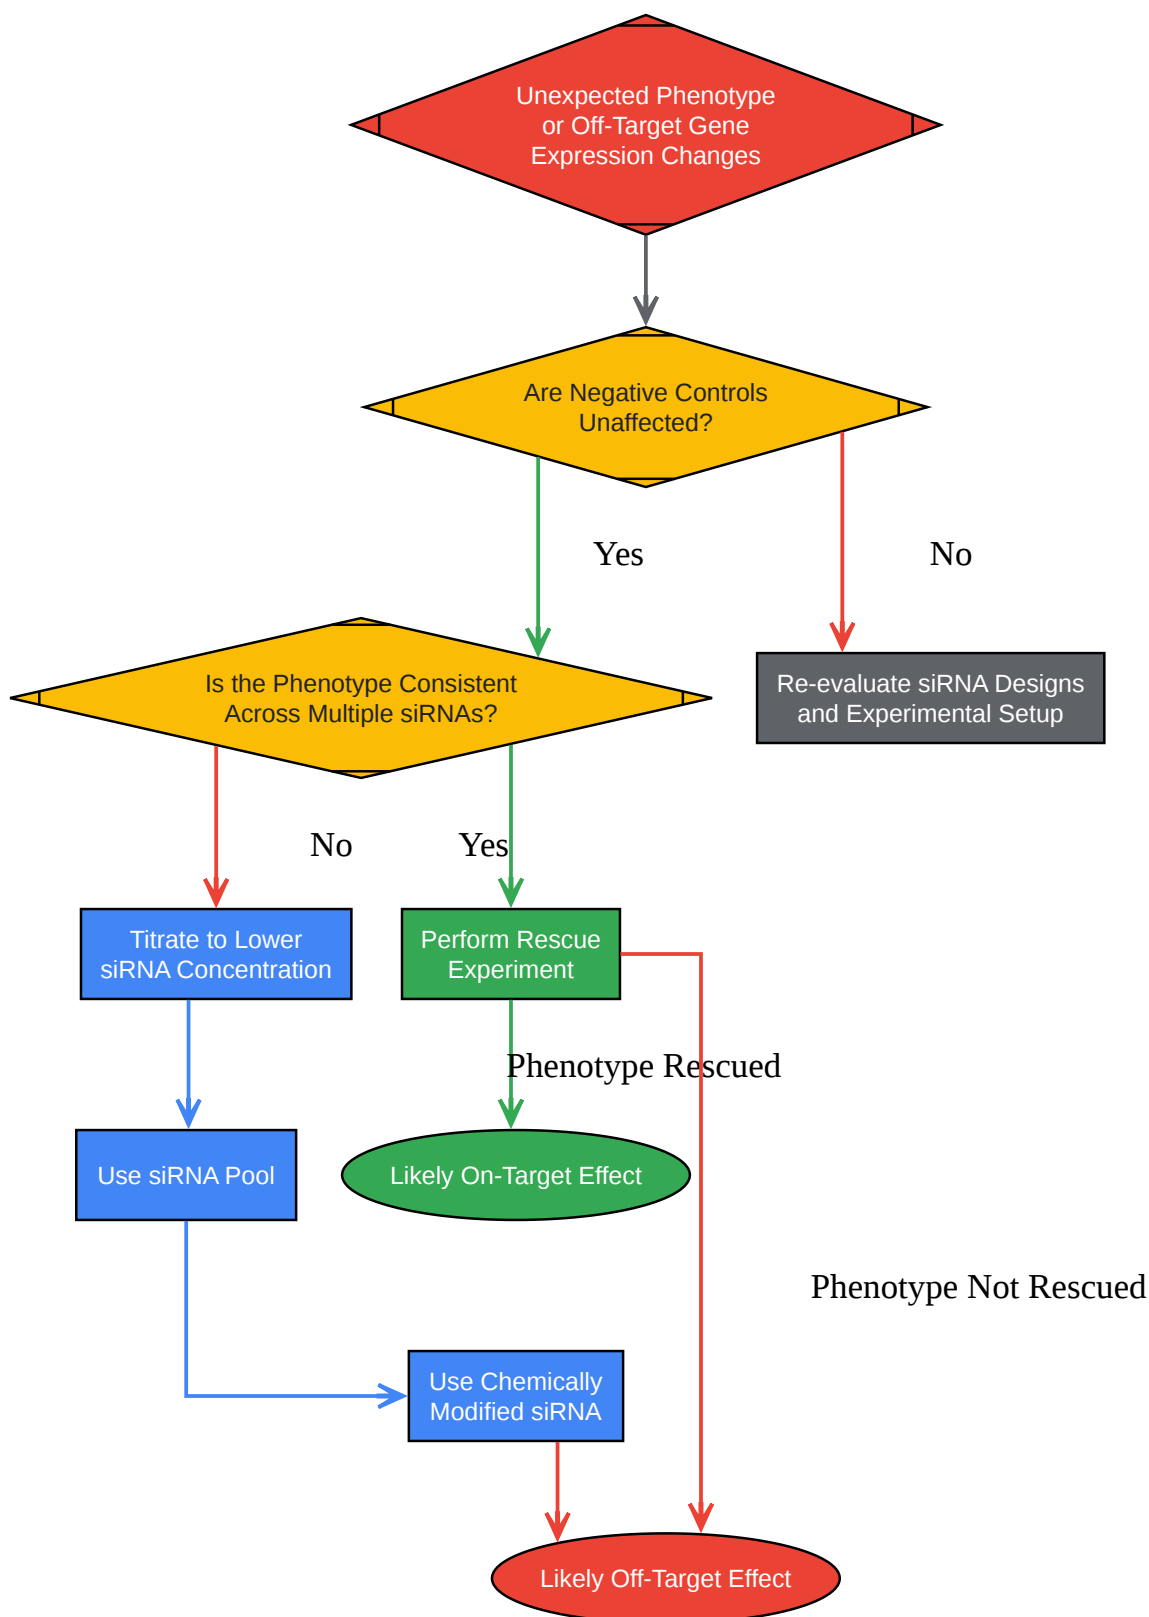 Unexpected Phenotype
or Off-Target Gene
Expression Changes
Are Negative Controls
Unaffected?
Yes
No
Is the Phenotype Consistent
Across Multiple siRNAs?
Re-evaluate siRNA Designs
and Experimental Setup
No
Yes
Titrate to Lower
siRNA Concentration
Perform Rescue
Experiment
Phenotype Rescued
Use siRNA Pool
Likely On-Target Effect
Phenotype Not Rescued
Use Chemically
Modified siRNA
Likely Off-Target Effect